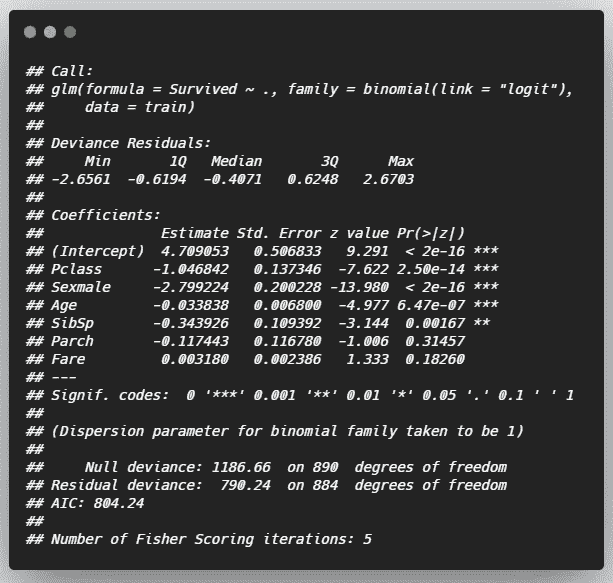 ## Call:
## glm(formula = Survived ~ ., family = binomial(link = "logit"),
##     data = train)
##
## Deviance Residuals:
##     Min       1Q   Median       3Q      Max
## -2.6561  -0.6194  -0.4071   0.6248   2.6703
##
## Coefficients:
##              Estimate Std. Error z value Pr(>|z|)
## (Intercept)  4.709053   0.506833   9.291  < 2e-16 ***
## Pclass      -1.046842   0.137346  -7.622 2.50e-14 ***
## Sexmale     -2.799224   0.200228 -13.980  < 2e-16 ***
## Age         -0.033838   0.006800  -4.977 6.47e-07 ***
## SibSp       -0.343926   0.109392  -3.144  0.00167 **
## Parch       -0.117443   0.116780  -1.006  0.31457
## Fare         0.003180   0.002386   1.333  0.18260
## ---
## Signif. codes:  0 '***' 0.001 '**' 0.01 '*' 0.05 '.' 0.1 ' ' 1
##
## (Dispersion parameter for binomial family taken to be 1)
##
##     Null deviance: 1186.66  on 890  degrees of freedom
## Residual deviance:  790.24  on 884  degrees of freedom
## AIC: 804.24
##
## Number of Fisher Scoring iterations: 5